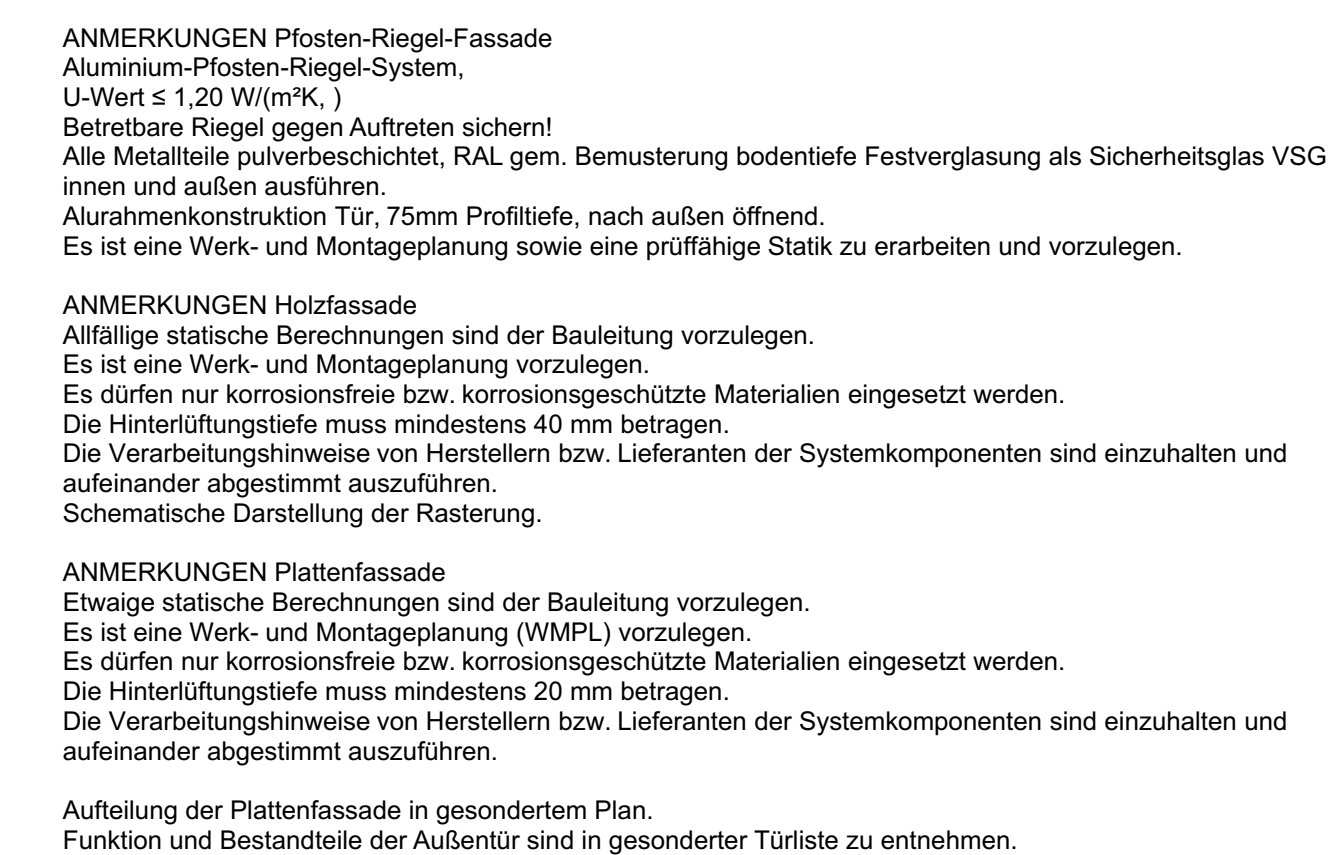 ANMERKUNGEN Pfosten-Riegel-Fassade
Aluminium-Pfosten-Riegel-System,
U-Wert ≤ 1,20 W/(m²K, )
Betretbare Riegel gegen Auftreten sichern!
Alle Metallteile pulverbeschichtet, RAL gem. Bemusterung bodentiefe Festverglasung als Sicherheitsglas VSG
innen und außen ausführen.
Alurahmenkonstruktion Tür, 75mm Profiltiefe, nach außen öffnend.
Es ist eine Werk- und Montageplanung sowie eine prüffähige Statik zu erarbeiten und vorzulegen.

ANMERKUNGEN Holzfassade
Allfällige statische Berechnungen sind der Bauleitung vorzulegen.
Es ist eine Werk- und Montageplanung vorzulegen.
Es dürfen nur korrosionsfreie bzw. korrosionsgeschützte Materialien eingesetzt werden.
Die Hinterlüftungstiefe muss mindestens 40 mm betragen.
Die Verarbeitungshinweise von Herstellern bzw. Lieferanten der Systemkomponenten sind einzuhalten und
aufeinander abgestimmt auszuführen.
Schematische Darstellung der Rasterung.

ANMERKUNGEN Plattenfassade
Etwaige statische Berechnungen sind der Bauleitung vorzulegen.
Es ist eine Werk- und Montageplanung (WMPL) vorzulegen.
Es dürfen nur korrosionsfreie bzw. korrosionsgeschützte Materialien eingesetzt werden.
Die Hinterlüftungstiefe muss mindestens 20 mm betragen.
Die Verarbeitungshinweise von Herstellern bzw. Lieferanten der Systemkomponenten sind einzuhalten und
aufeinander abgestimmt auszuführen.

Aufteilung der Plattenfassade in gesondertem Plan.
Funktion und Bestandteile der Außentür sind in gesonderter Türliste zu entnehmen.